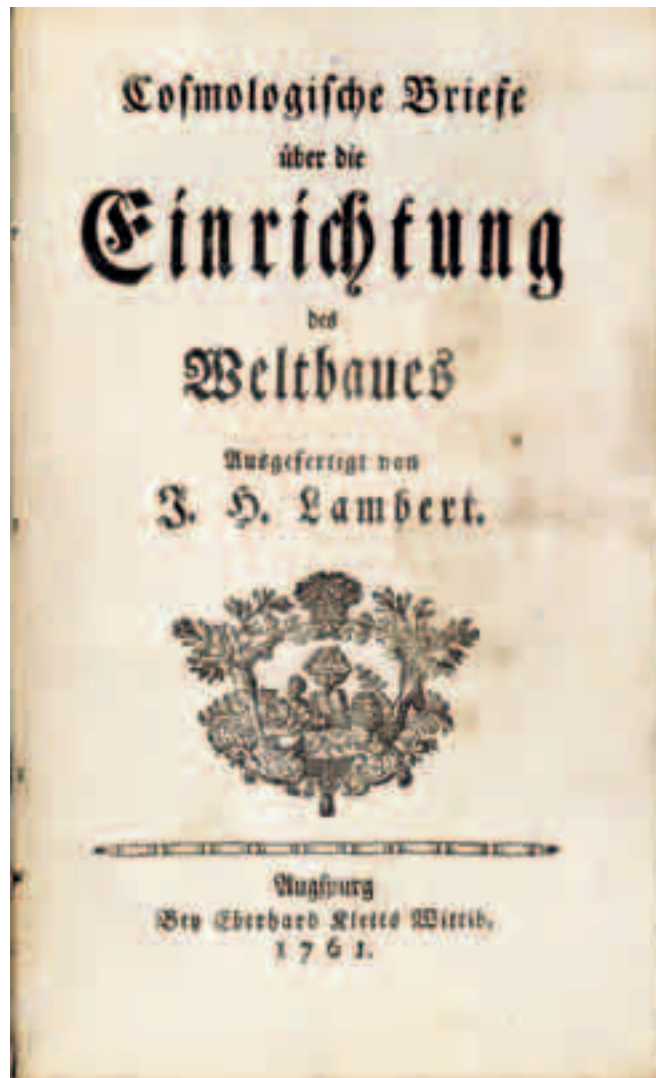 Cosmologische Briefe
über die
Einrichtung
des
Weltbaues
Ausgefertigt von
J. H. Lambert.
Augspurg
Bey Eberhard Kletts Wittib.
1761.